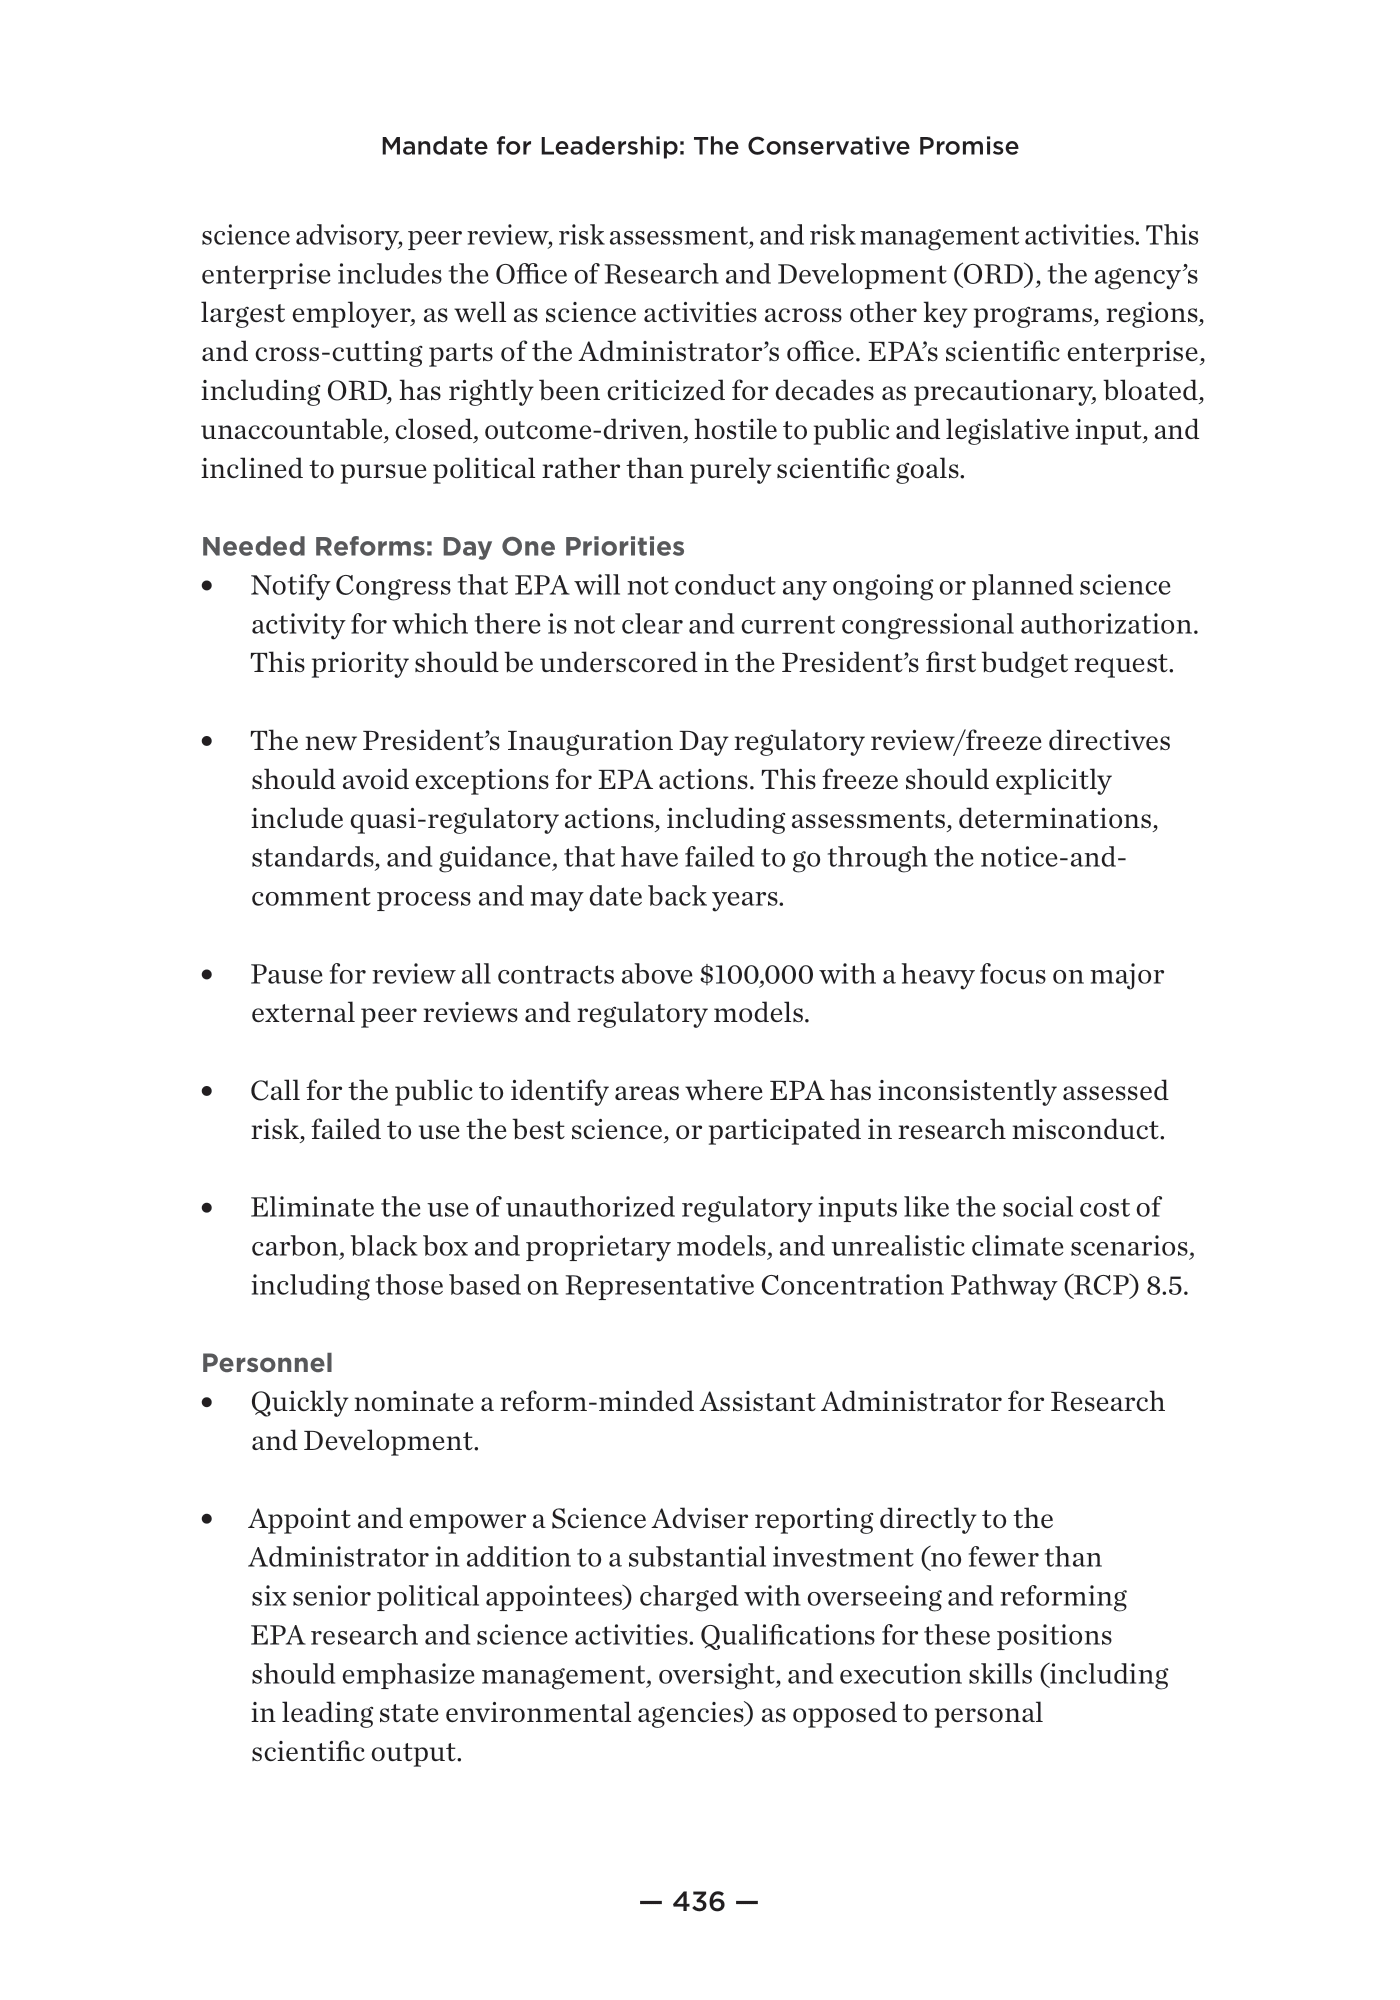 Mandate for Leadership: The Conservative Promise
science advisory, peer review, risk assessment, and risk management activities. This
enterprise includes the Office of Research and Development (ORD), the agency’s
largest employer, as well as science activities across other key programs, regions,
and cross-cutting parts of the Administrator’s office. EPA’s scientific enterprise,
including ORD, has rightly been criticized for decades as precautionary, bloated,
unaccountable, closed, outcome-driven, hostile to public and legislative input, and
inclined to pursue political rather than purely scientific goals.
Needed Reforms: Day One Priorities
• Notify Congress that EPA will not conduct any ongoing or planned science
activity for which there is not clear and current congressional authorization.
This priority should be underscored in the President’s first budget request.
• The new President’s Inauguration Day regulatory review/freeze directives
should avoid exceptions for EPA actions. This freeze should explicitly
include quasi-regulatory actions, including assessments, determinations,
standards, and guidance, that have failed to go through the notice-and-
comment process and may date back years.
• Pause for review all contracts above $100,000 with a heavy focus on major
external peer reviews and regulatory models.
• Call for the public to identify areas where EPA has inconsistently assessed
risk, failed to use the best science, or participated in research misconduct.
• Eliminate the use of unauthorized regulatory inputs like the social cost of
carbon, black box and proprietary models, and unrealistic climate scenarios,
including those based on Representative Concentration Pathway (RCP) 8.5.
Personnel
• Quickly nominate a reform-minded Assistant Administrator for Research
and Development.
• Appoint and empower a Science Adviser reporting directly to the
Administrator in addition to a substantial investment (no fewer than
six senior political appointees) charged with overseeing and reforming
EPA research and science activities. Qualifications for these positions
should emphasize management, oversight, and execution skills (including
in leading state environmental agencies) as opposed to personal
scientific output.
— 436 —